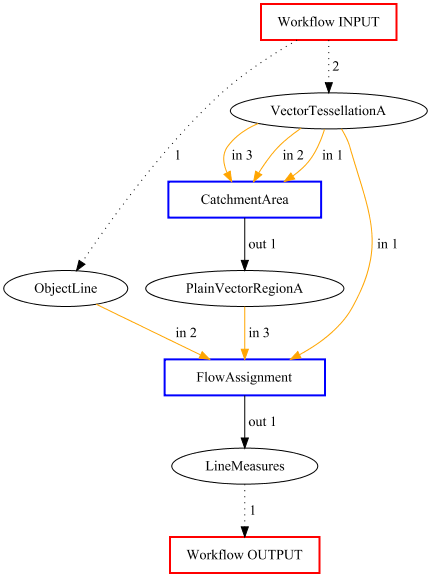 Workflow INPUT
2
VectorTessellationA
1
in 3
in 2
in 1
CatchmentArea
in 1
out 1
ObjectLine
PlainVectorRegionA
in 2
in 3
FlowAssignment
out 1
LineMeasures
1
Workflow OUTPUT